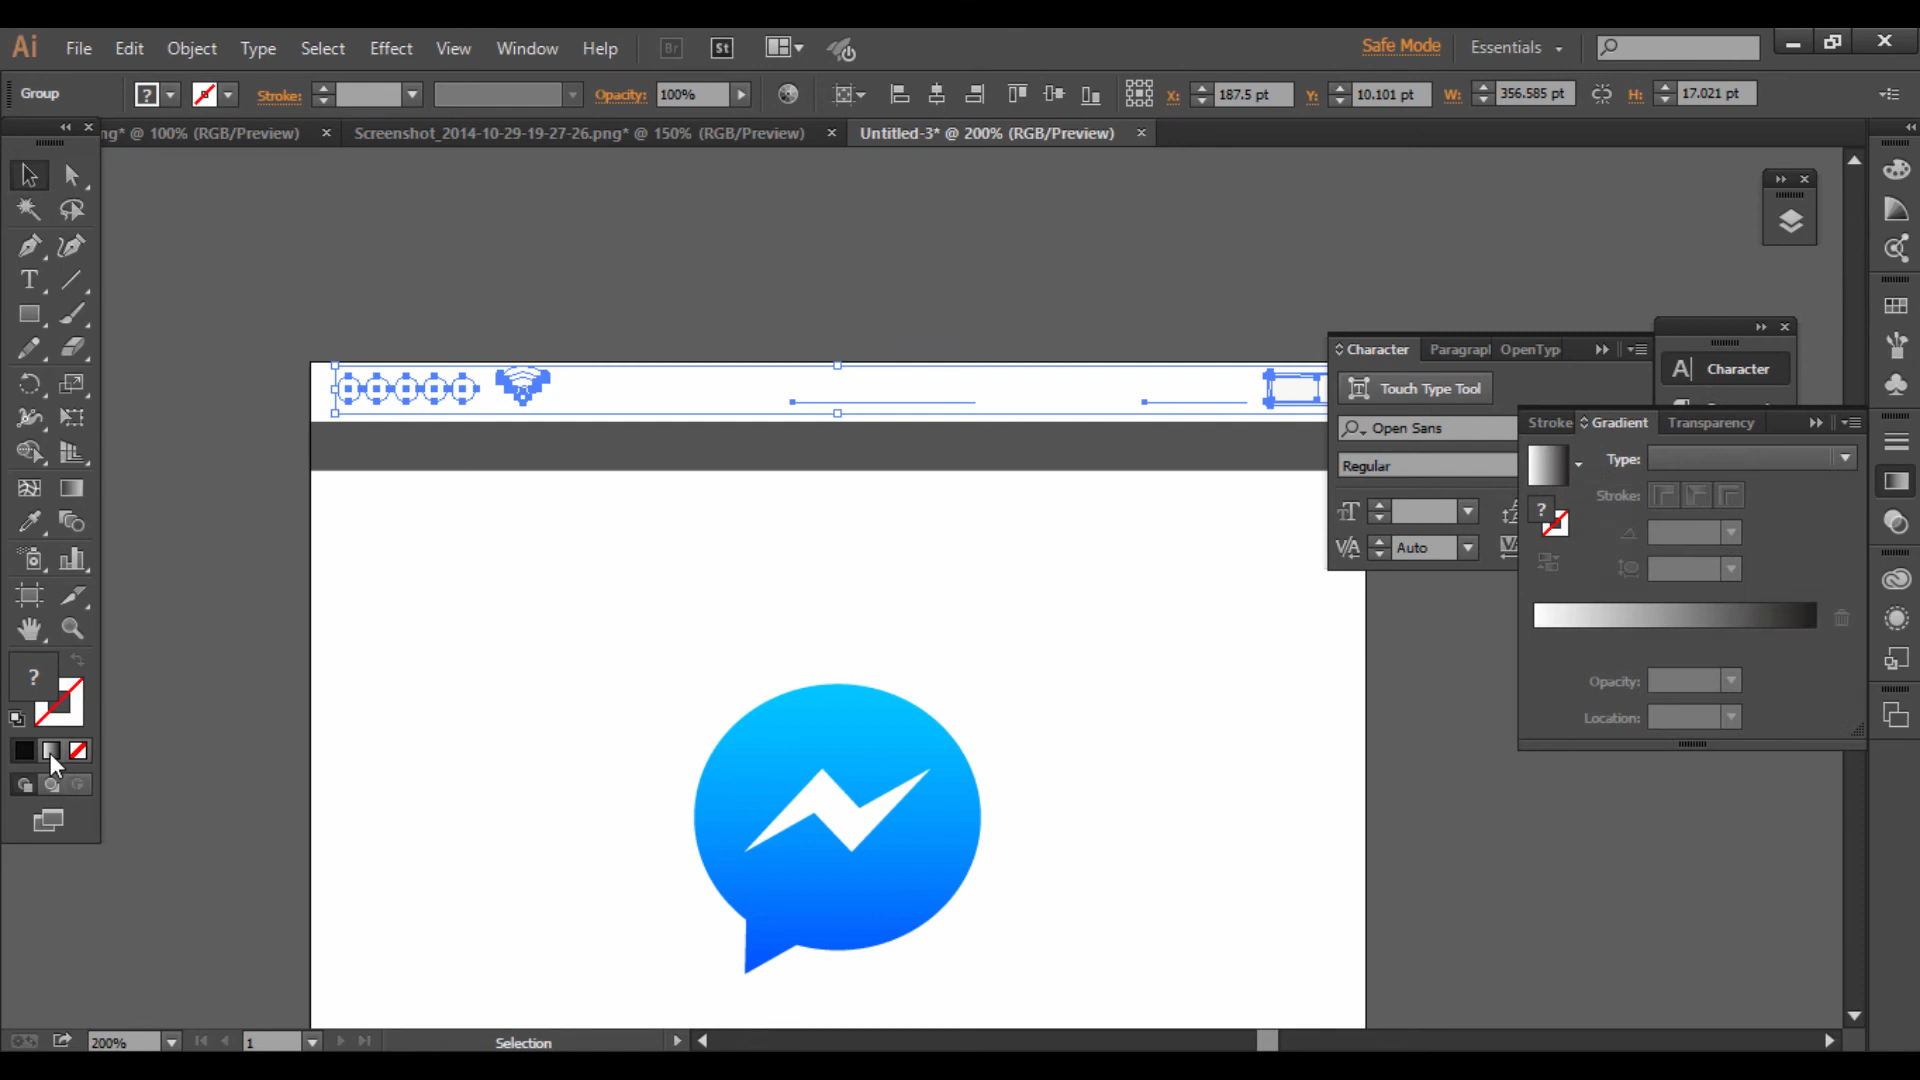 Ai File Edit Object Type Select Effect View Window Help Br St Safe Mode Essentials
Group ? Stroke: Opacity: 100% X: 187.5 pt Y: 10.101 pt W: 356.585 pt H: 17.021 pt
ng* @ 100% (RGB/Preview) Screenshot_2014-10-29-19-27-26.png* @ 150% (RGB/Preview) Untitled-3* @ 200% (RGB/Preview)
Character Paragrapl OpenTyp
Touch Type Tool
A Character
Open Sans
Regular
Auto
Stroke Gradient Transparency
Type:
Stroke:
?
Opacity:
Location:
?
200% 1 Selection